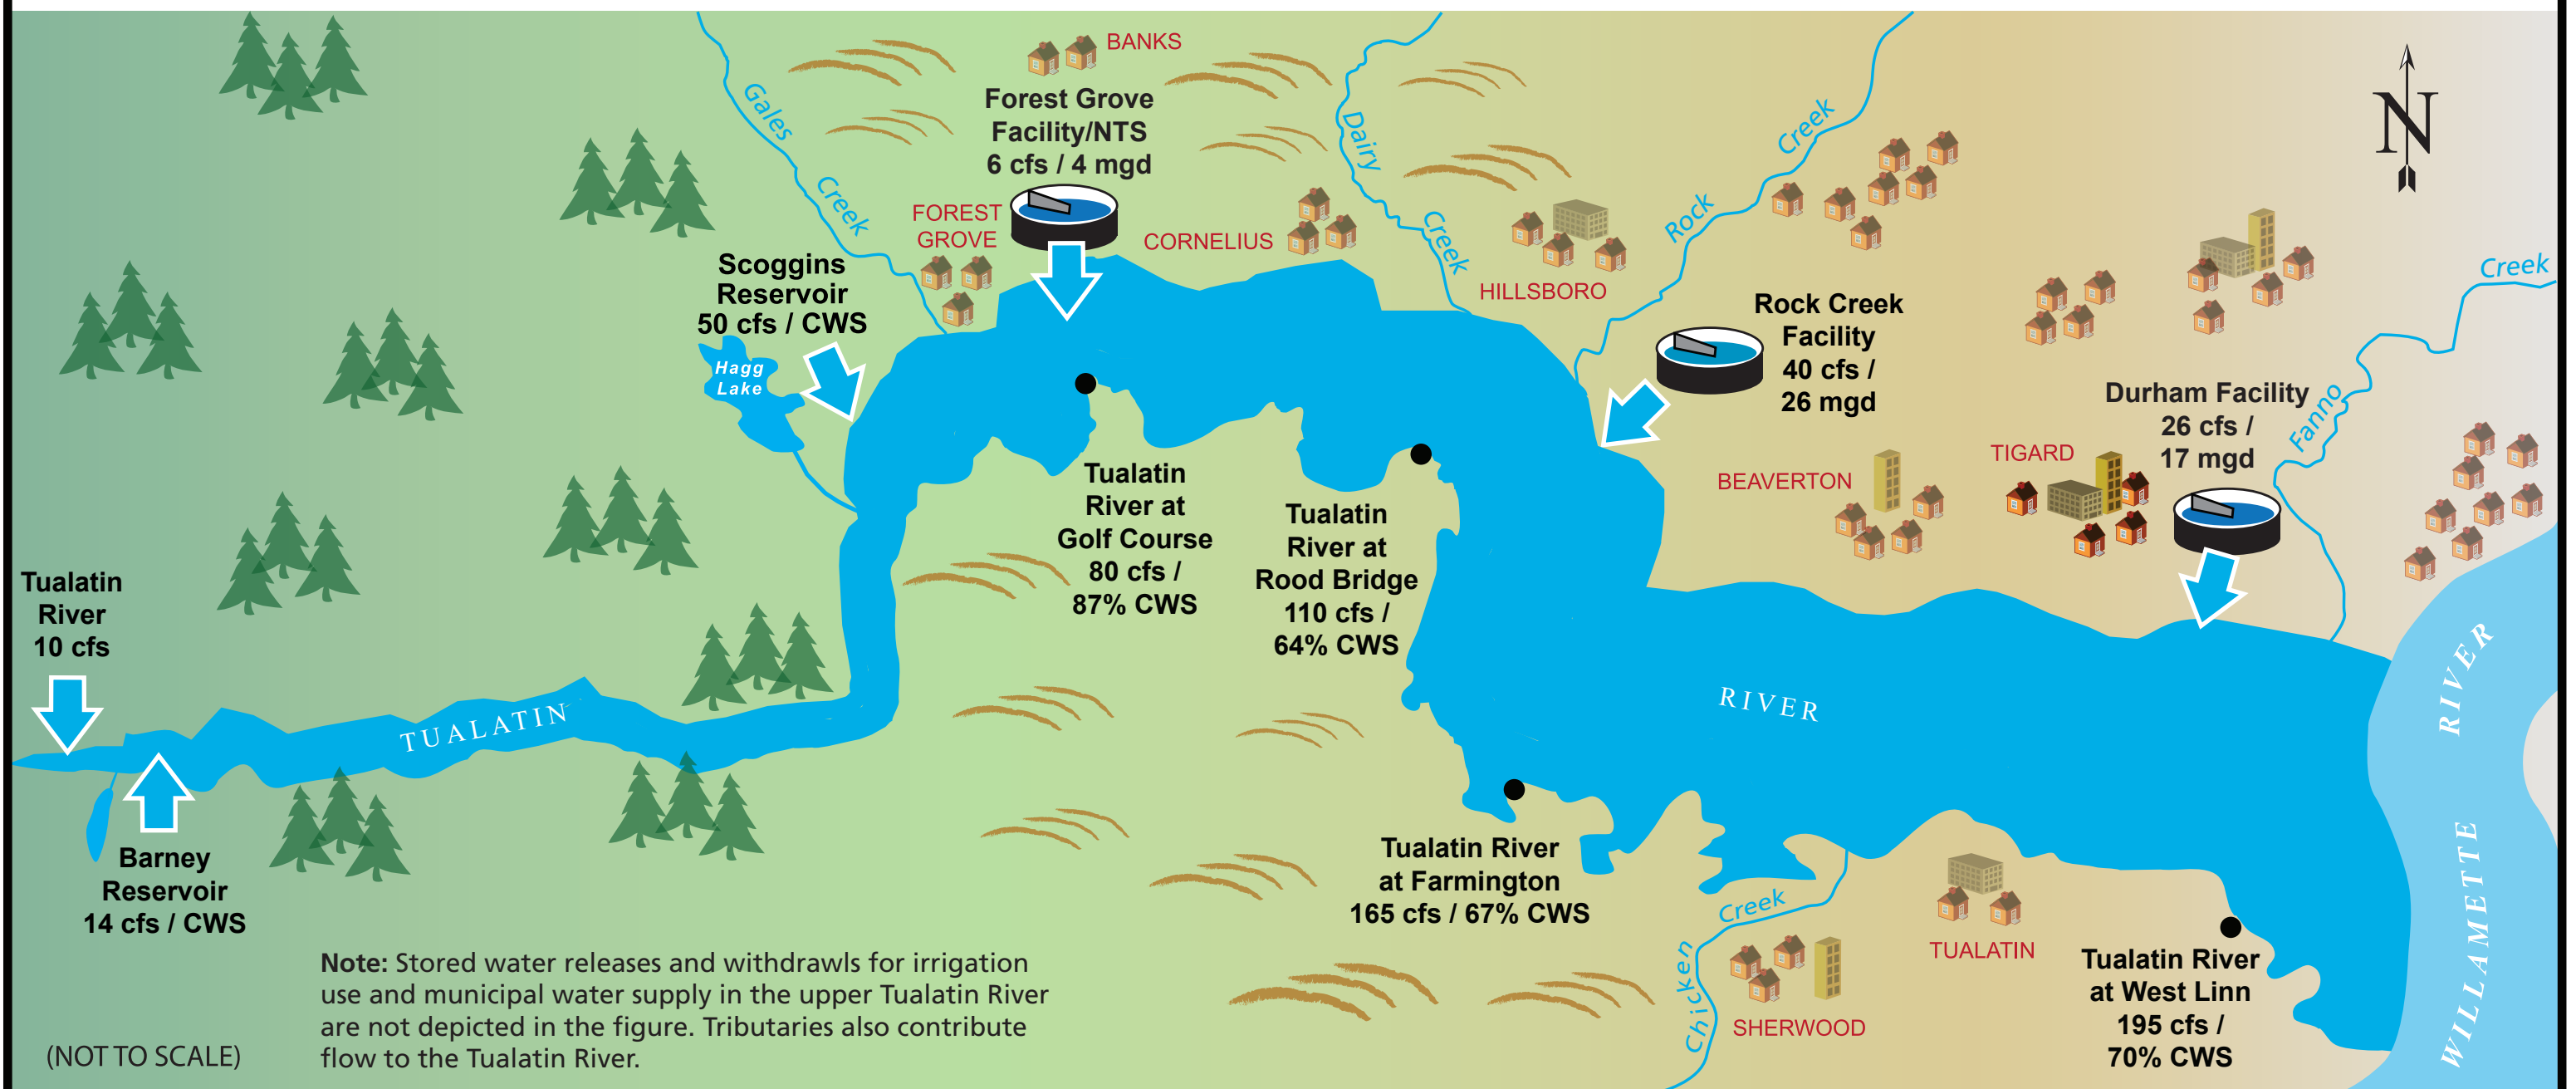 BANKS
Forest Grove
Facility/NTS
6 cfs / 4 mgd
Gales
Creek
FOREST
GROVE
CORNELIUS
Dairy
Creek
HILLSBORO
Rock
Creek
N
Creek
Fanno
Scoggins
Reservoir
50 cfs / CWS
Hagg
Lake
Rock Creek
Facility
40 cfs /
26 mgd
Durham Facility
26 cfs /
17 mgd
BEAVERTON
TIGARD
Tualatin
River at
Golf Course
80 cfs /
87% CWS
Tualatin
River at
Rood Bridge
110 cfs /
64% CWS
Tualatin
River
10 cfs
TUALATIN
RIVER
WILLAMETTE RIVER
Barney
Reservoir
14 cfs / CWS
Tualatin River
at Farmington
165 cfs / 67% CWS
Chicken
Creek
SHERWOOD
TUALATIN
Tualatin River
at West Linn
195 cfs /
70% CWS
Note: Stored water releases and withdrawls for irrigation
use and municipal water supply in the upper Tualatin River
are not depicted in the figure. Tributaries also contribute
flow to the Tualatin River.
(NOT TO SCALE)